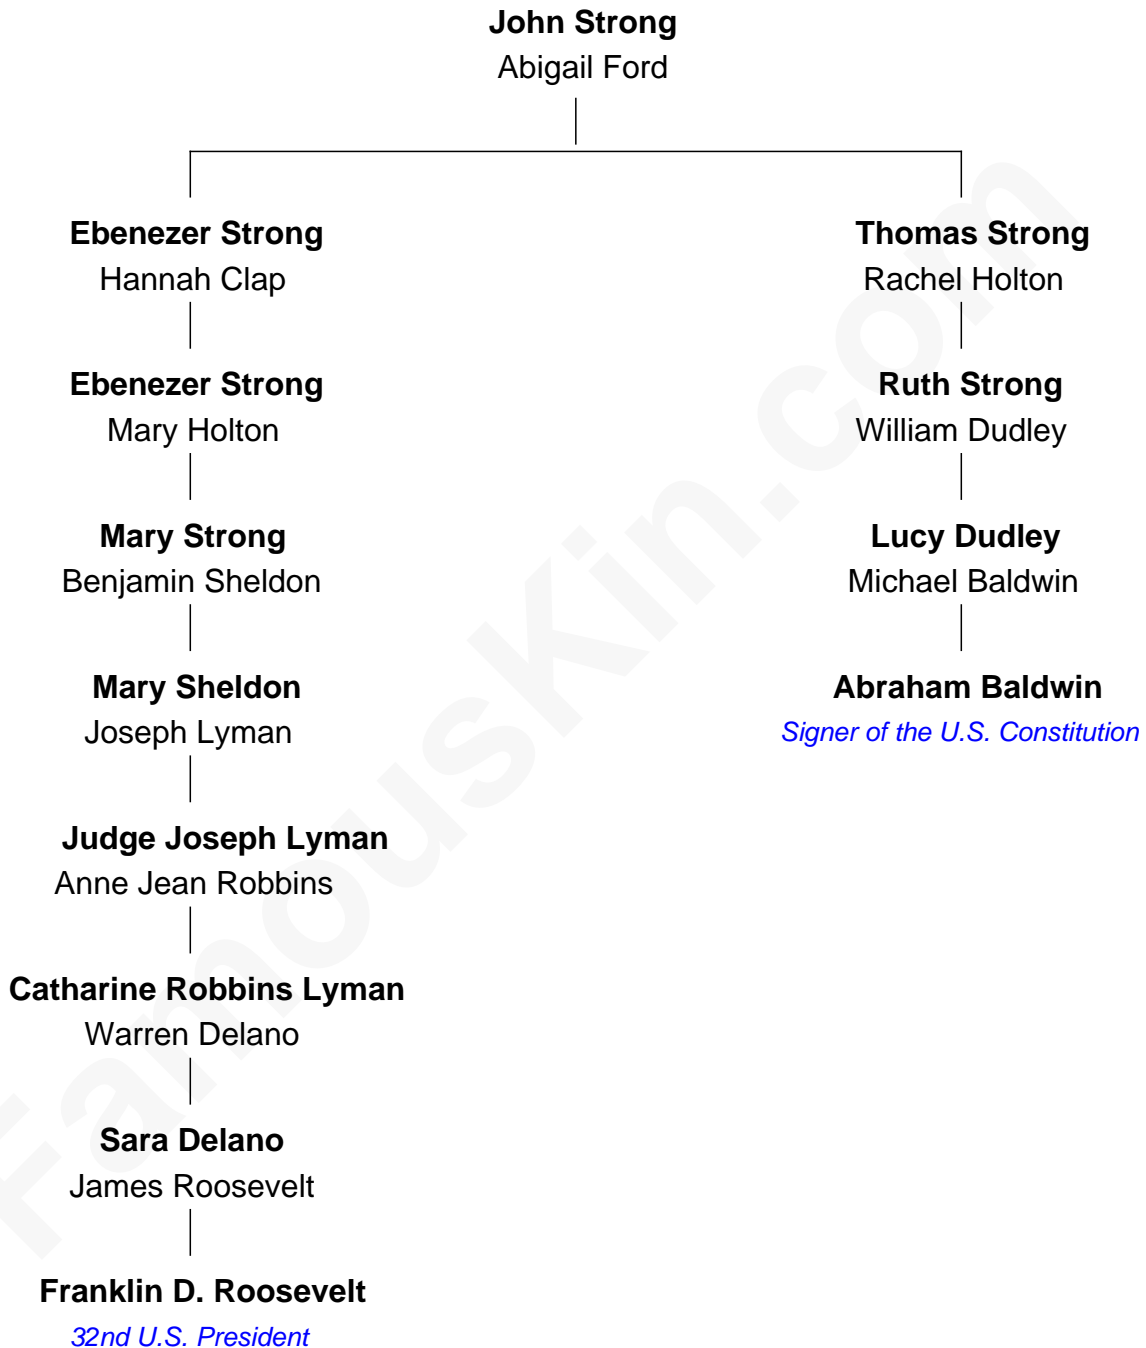 John Strong
Abigail Ford
Ebenezer Strong
Hannah Clap
Thomas Strong
Rachel Holton
Ebenezer Strong
Mary Holton
Ruth Strong
William Dudley
Mary Strong
Benjamin Sheldon
Lucy Dudley
Michael Baldwin
Mary Sheldon
Joseph Lyman
Abraham Baldwin
Signer of the U.S. Constitution
Judge Joseph Lyman
Anne Jean Robbins
Catharine Robbins Lyman
Warren Delano
Sara Delano
James Roosevelt
Franklin D. Roosevelt
32nd U.S. President
FamousKin.com